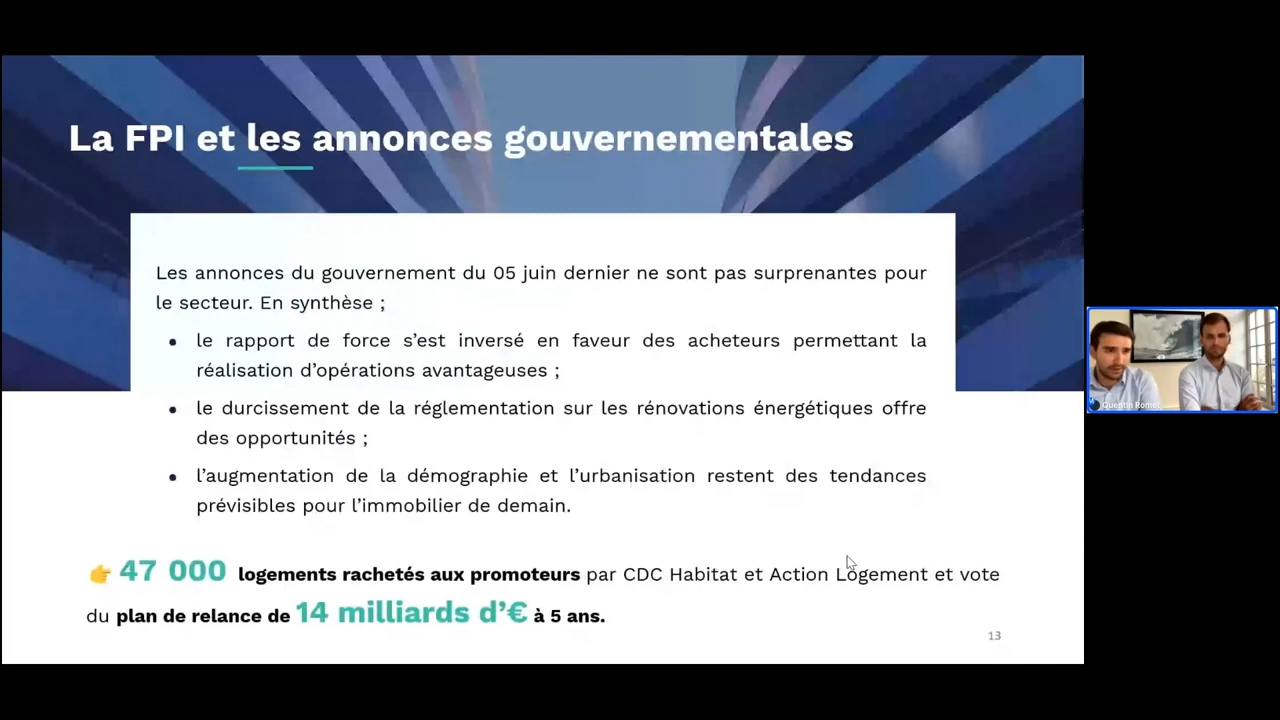 La FPI et les annonces gouvernementales
Les annonces du gouvernement du 05 juin dernier ne sont pas surprenantes pour
le secteur. En synthèse ;
• le rapport de force s’est inversé en faveur des acheteurs permettant la
réalisation d’opérations avantageuses ;
• le durcissement de la réglementation sur les rénovations énergétiques offre
des opportunités ;
• l’augmentation de la démographie et l’urbanisation restent des tendances
prévisibles pour l’immobilier de demain.
👉 47 000 logements rachetés aux promoteurs par CDC Habitat et Action Logement et vote
du plan de relance de 14 milliards d’€ à 5 ans.
13
Quentin Romet